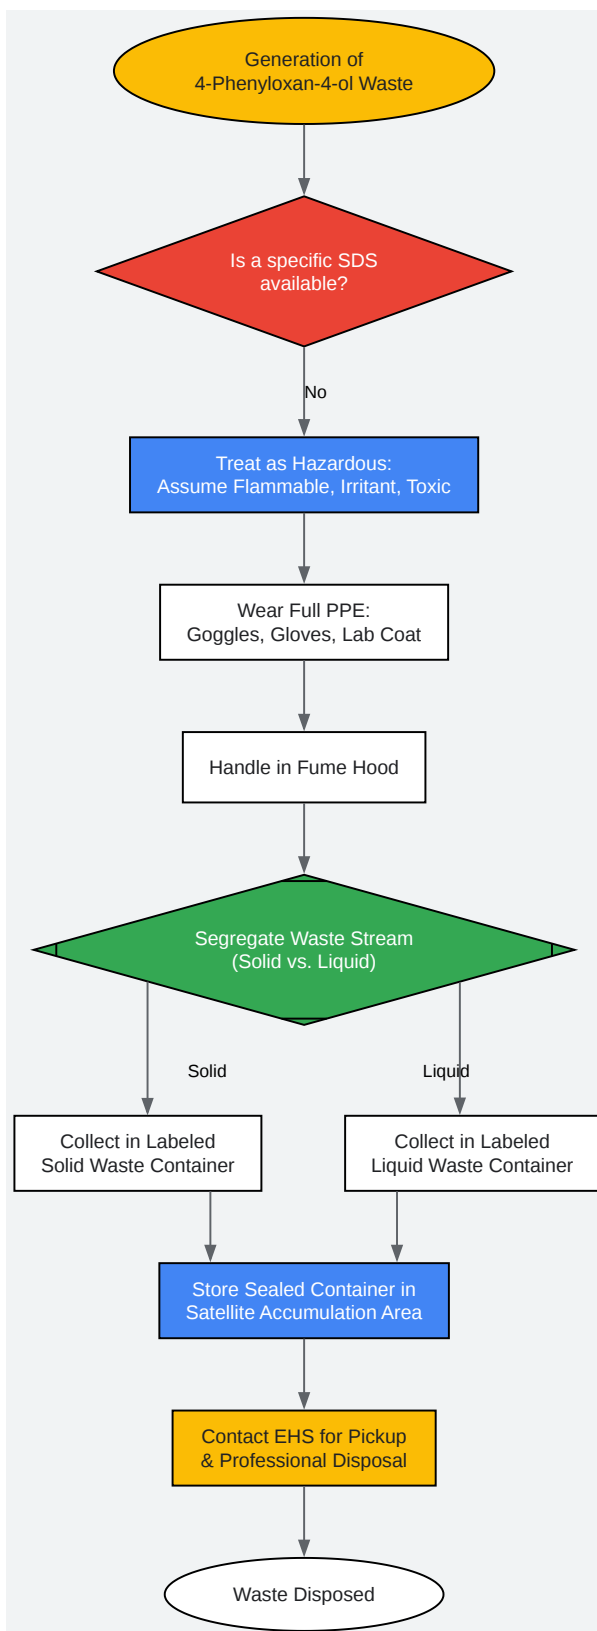 Generation of
4-Phenyloxan-4-ol Waste
Is a specific SDS
available?
No
Treat as Hazardous:
Assume Flammable, Irritant, Toxic
Wear Full PPE:
Goggles, Gloves, Lab Coat
Handle in Fume Hood
Segregate Waste Stream
(Solid vs. Liquid)
Solid
Liquid
Collect in Labeled
Solid Waste Container
Collect in Labeled
Liquid Waste Container
Store Sealed Container in
Satellite Accumulation Area
Contact EHS for Pickup
& Professional Disposal
Waste Disposed